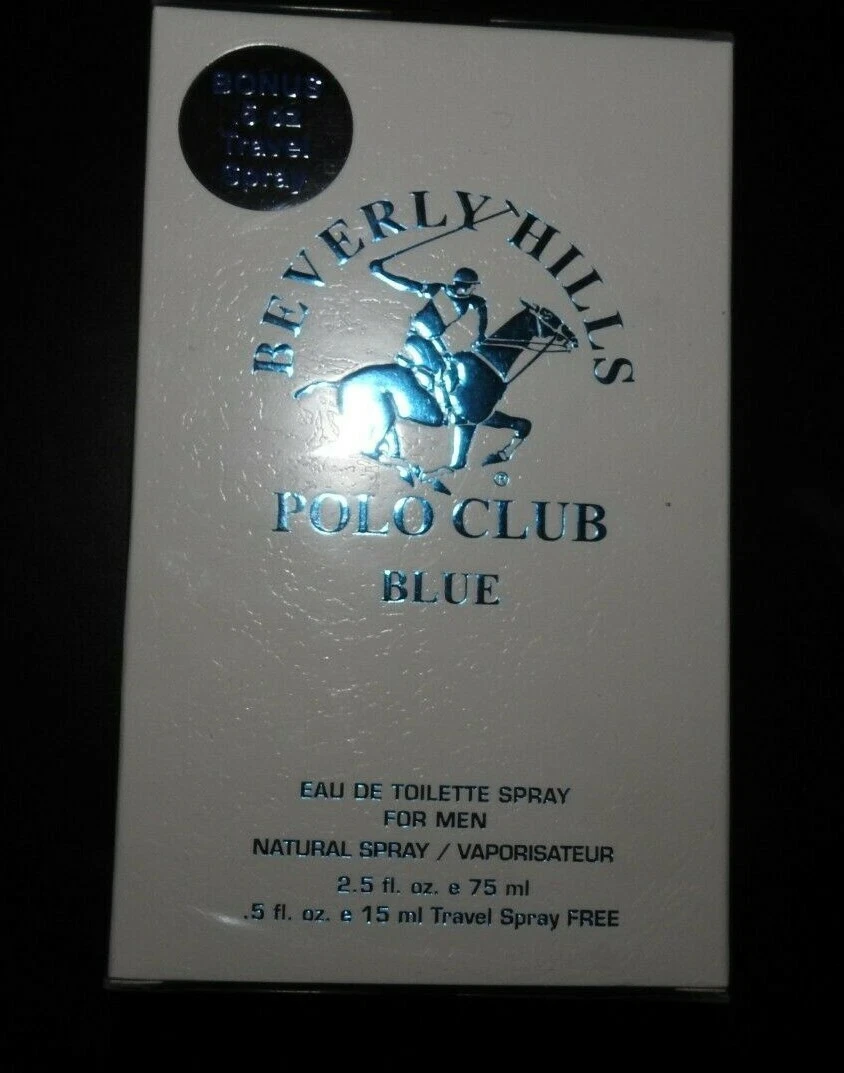 BONUS
.5 oz
Travel
Spray
BEVERLY HILLS
®
POLO CLUB
BLUE
EAU DE TOILETTE SPRAY
FOR MEN
NATURAL SPRAY / VAPORISATEUR
2.5 fl. oz. e 75 ml
.5 fl. oz. e 15 ml Travel Spray FREE